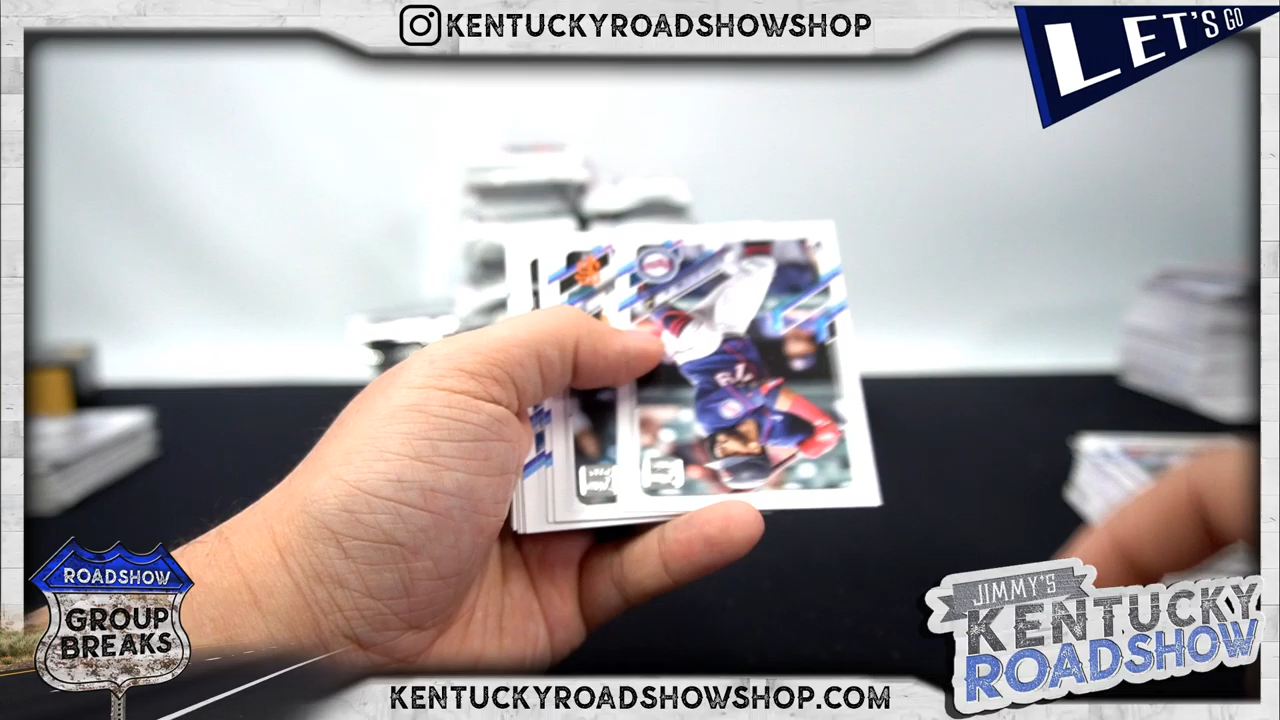 KENTUCKYROADSHOWSHOP
LET'S GO
ROADSHOW
GROUP
BREAKS
JIMMY'S
KENTUCKY
ROADSHOW
KENTUCKYROADSHOWSHOP.COM